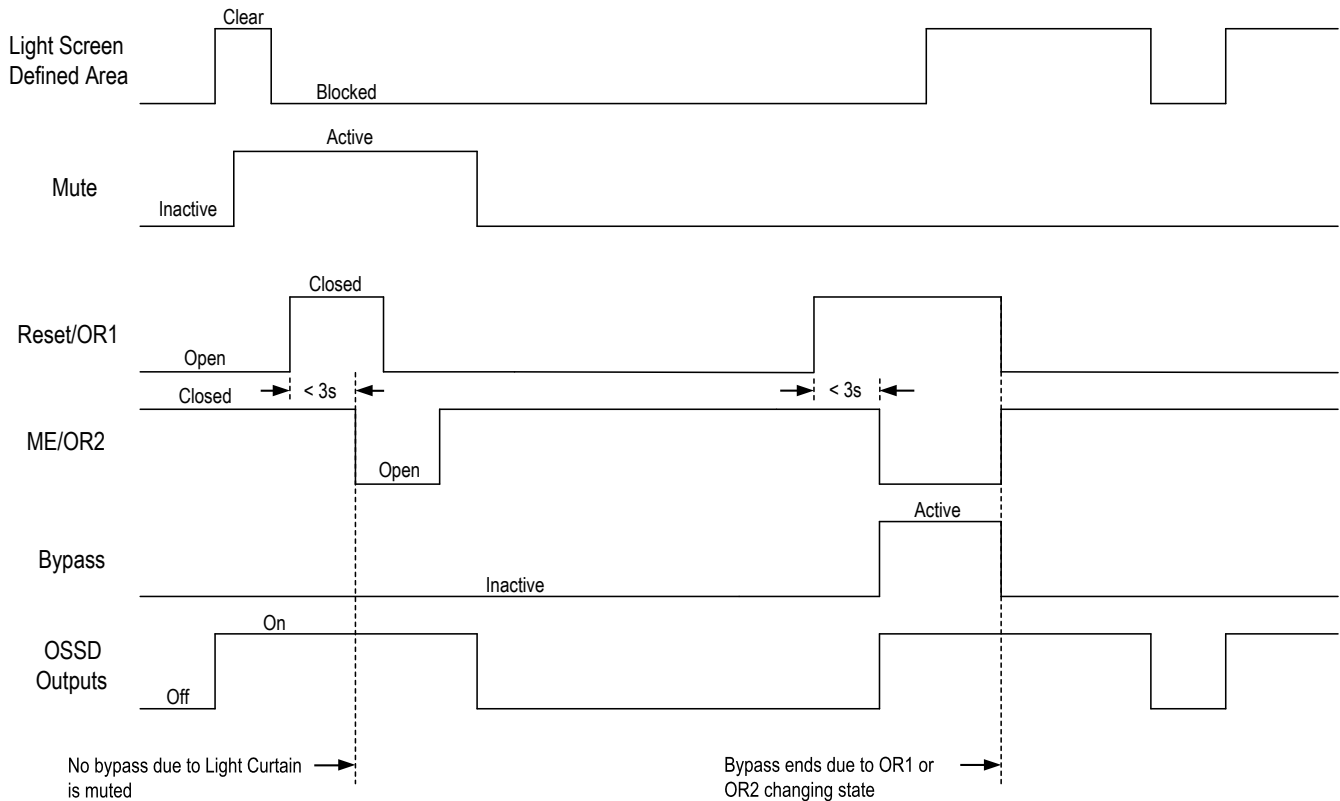 Clear
Light Screen
Defined Area
Blocked
Active
Mute
Inactive
Closed
Reset/OR1
Open
< 3s
< 3s
Closed
ME/OR2
Open
Active
Bypass
Inactive
On
OSSD
Outputs
Off
No bypass due to Light Curtain
is muted
Bypass ends due to OR1 or
OR2 changing state